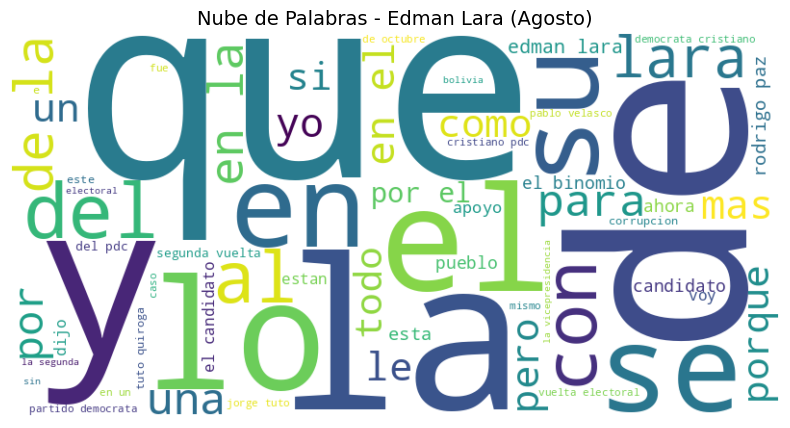 Nube de Palabras - Edman Lara (Agosto)
de la
que
de
y
la
el
lo
en
se
su
del
al
con
lara
un
en la
si
yo
en el
como
edman lara
democrata cristiano
de octubre
bolivia
fue
e
pablo velasco
cristiano pdc
rodrigo paz
este
electoral
por el
el binomio
para
ahora
mas
corrupcion
apoyo
del pdc
segunda vuelta
pueblo
estan
todo
candidato
voy
por
dijo
caso
el candidato
tuto quiroga
la segunda
sin
partido democrata
en un
una
jorge tuto
le
esta
mismo
pero
la vicepresidencia
vuelta electoral
porque